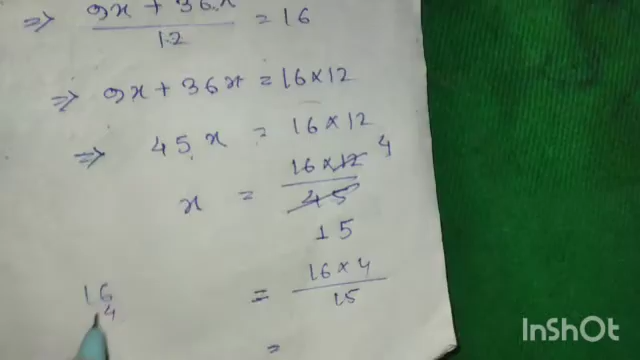 ⇒ 9x + 36x / 12 = 16
⇒ 9x + 36x = 16 × 12
⇒ 45x = 16 × 12
x = 16 × 12 / 45
4
15
= 16 × 4 / 15
16
4
=
InShOt